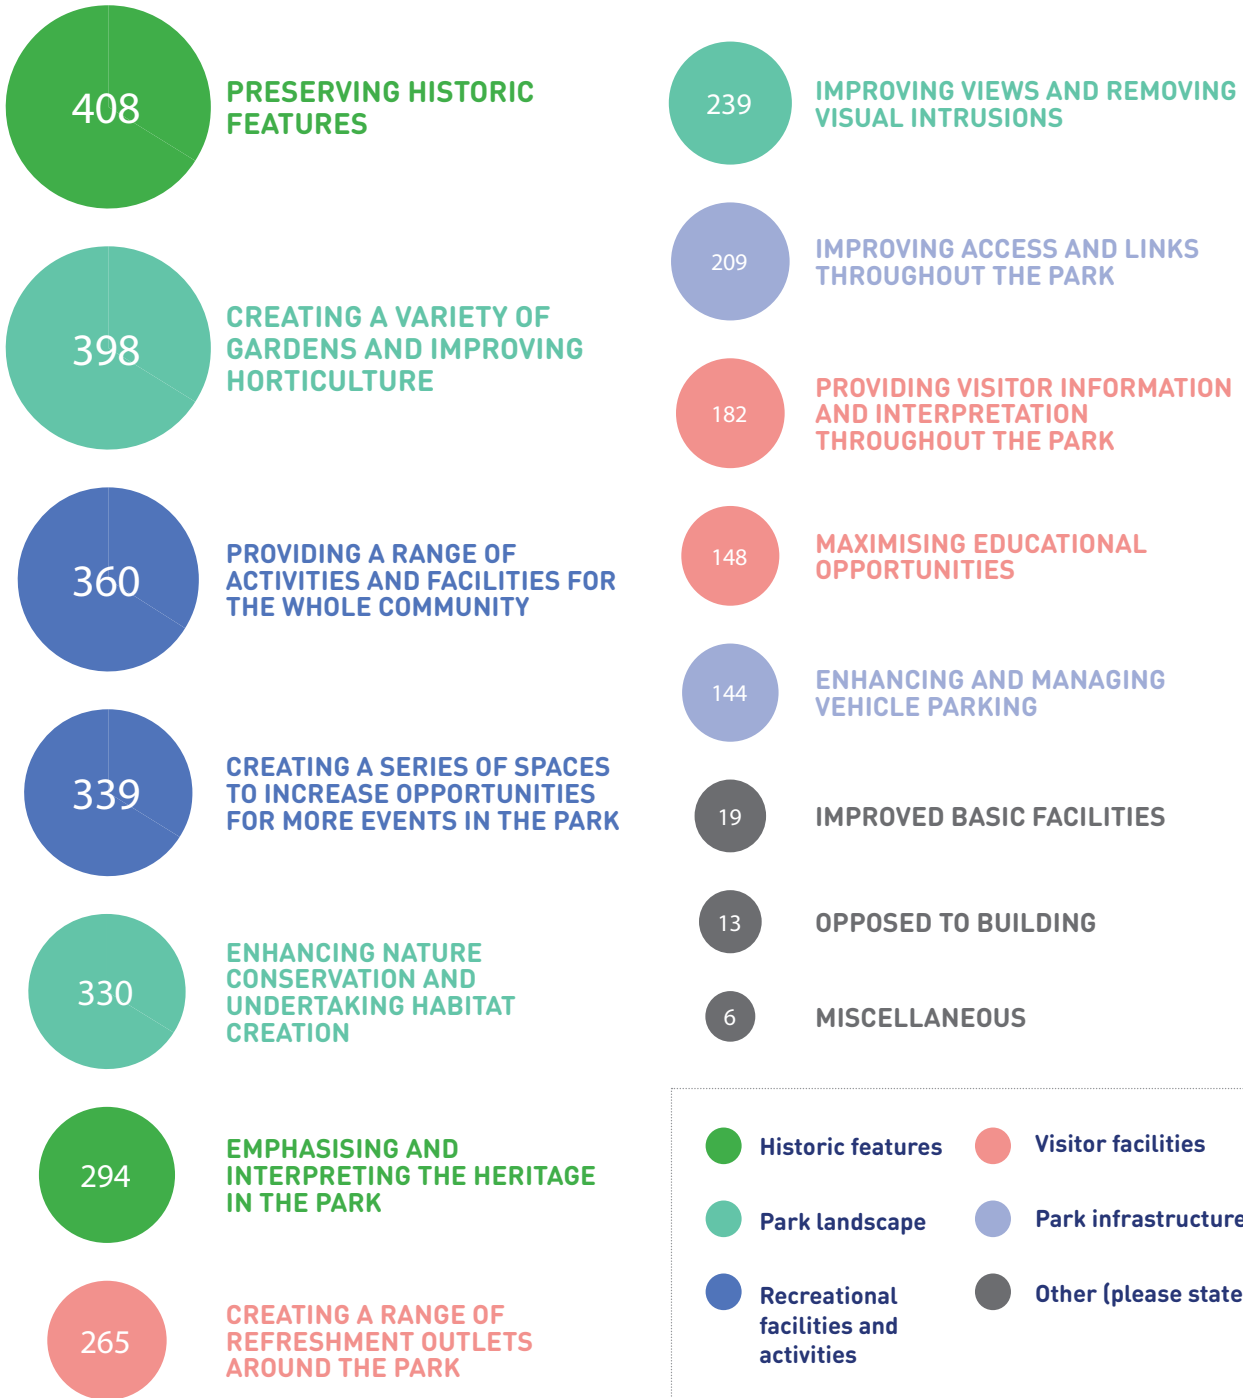 408
PRESERVING HISTORIC
FEATURES
398
CREATING A VARIETY OF
GARDENS AND IMPROVING
HORTICULTURE
360
PROVIDING A RANGE OF
ACTIVITIES AND FACILITIES FOR
THE WHOLE COMMUNITY
339
CREATING A SERIES OF SPACES
TO INCREASE OPPORTUNITIES
FOR MORE EVENTS IN THE PARK
330
ENHANCING NATURE
CONSERVATION AND
UNDERTAKING HABITAT
CREATION
294
EMPHASISING AND
INTERPRETING THE HERITAGE
IN THE PARK
265
CREATING A RANGE OF
REFRESHMENT OUTLETS
AROUND THE PARK
239
IMPROVING VIEWS AND REMOVING
VISUAL INTRUSIONS
209
IMPROVING ACCESS AND LINKS
THROUGHOUT THE PARK
182
PROVIDING VISITOR INFORMATION
AND INTERPRETATION
THROUGHOUT THE PARK
148
MAXIMISING EDUCATIONAL
OPPORTUNITIES
144
ENHANCING AND MANAGING
VEHICLE PARKING
19
IMPROVED BASIC FACILITIES
13
OPPOSED TO BUILDING
6
MISCELLANEOUS
Historic features
Visitor facilities
Park landscape
Park infrastructure
Recreational
facilities and
activities
Other (please state